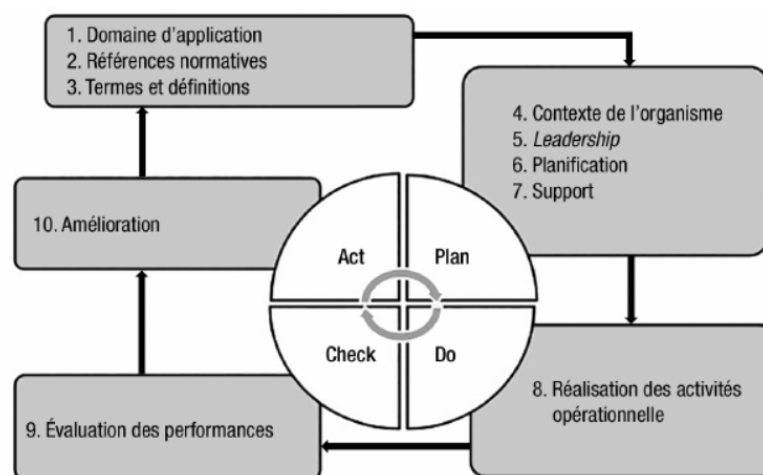 1. Domaine d'application
2. Références normatives
3. Termes et définitions
4. Contexte de l'organisme
5. Leadership
6. Planification
7. Support
10. Amélioration
Act
Plan
Check
Do
8. Réalisation des activités
opérationnelle
9. Évaluation des performances